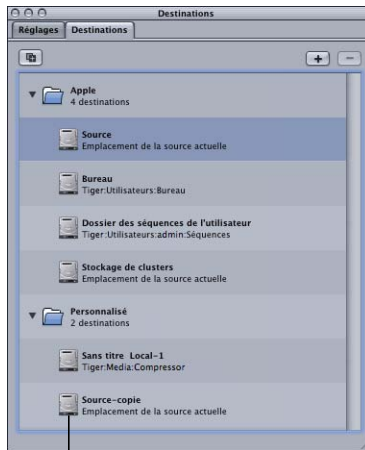 Destinations
Réglages Destinations
Apple
4 destinations
Source
Emplacement de la source actuelle
Bureau
Tiger:Utilisateurs:Bureau
Dossier des séquences de l'utilisateur
Tiger:Utilisateurs:admin:Séquences
Stockage de clusters
Emplacement de la source actuelle
Personnalisé
2 destinations
Sans titre Local-1
Tiger:Media:Compressor
Source-copie
Emplacement de la source actuelle